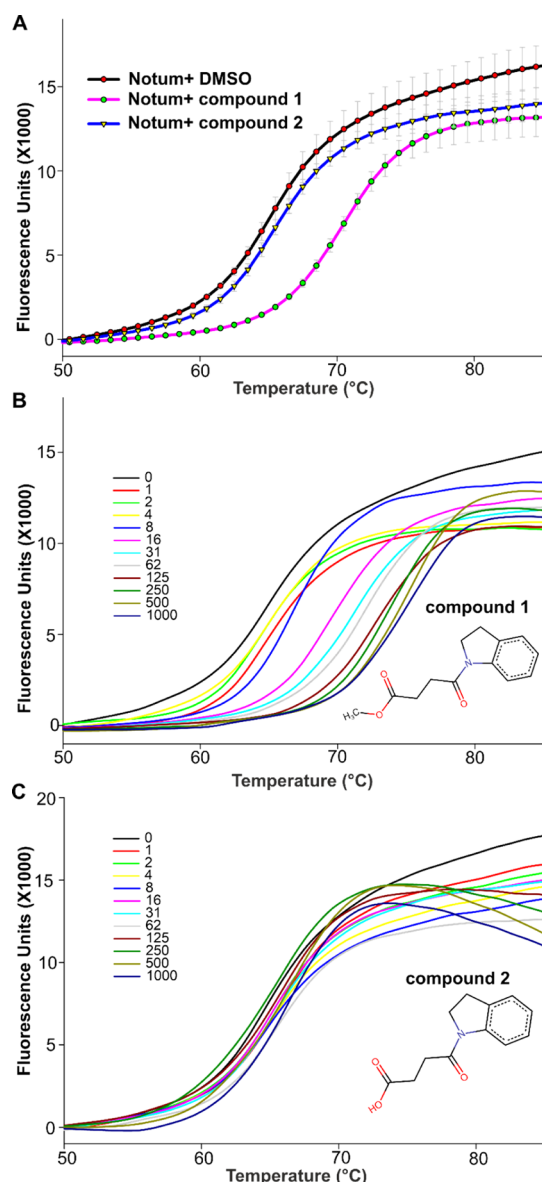 A
Fluorescence Units (X1000)
15
10
5
0
Notum+ DMSO
Notum+ compound 1
Notum+ compound 2
50
60
70
80
Temperature (°C)
B
Fluorescence Units (X1000)
15
10
5
0
0
1
2
4
8
16
31
62
125
250
500
1000
compound 1
N
O
O
O
H₃C
50
60
70
80
Temperature (°C)
C
Fluorescence Units (X1000)
20
15
10
5
0
0
1
2
4
8
16
31
62
125
250
500
1000
compound 2
N
O
O
HO
50
60
70
80
Temperature (°C)